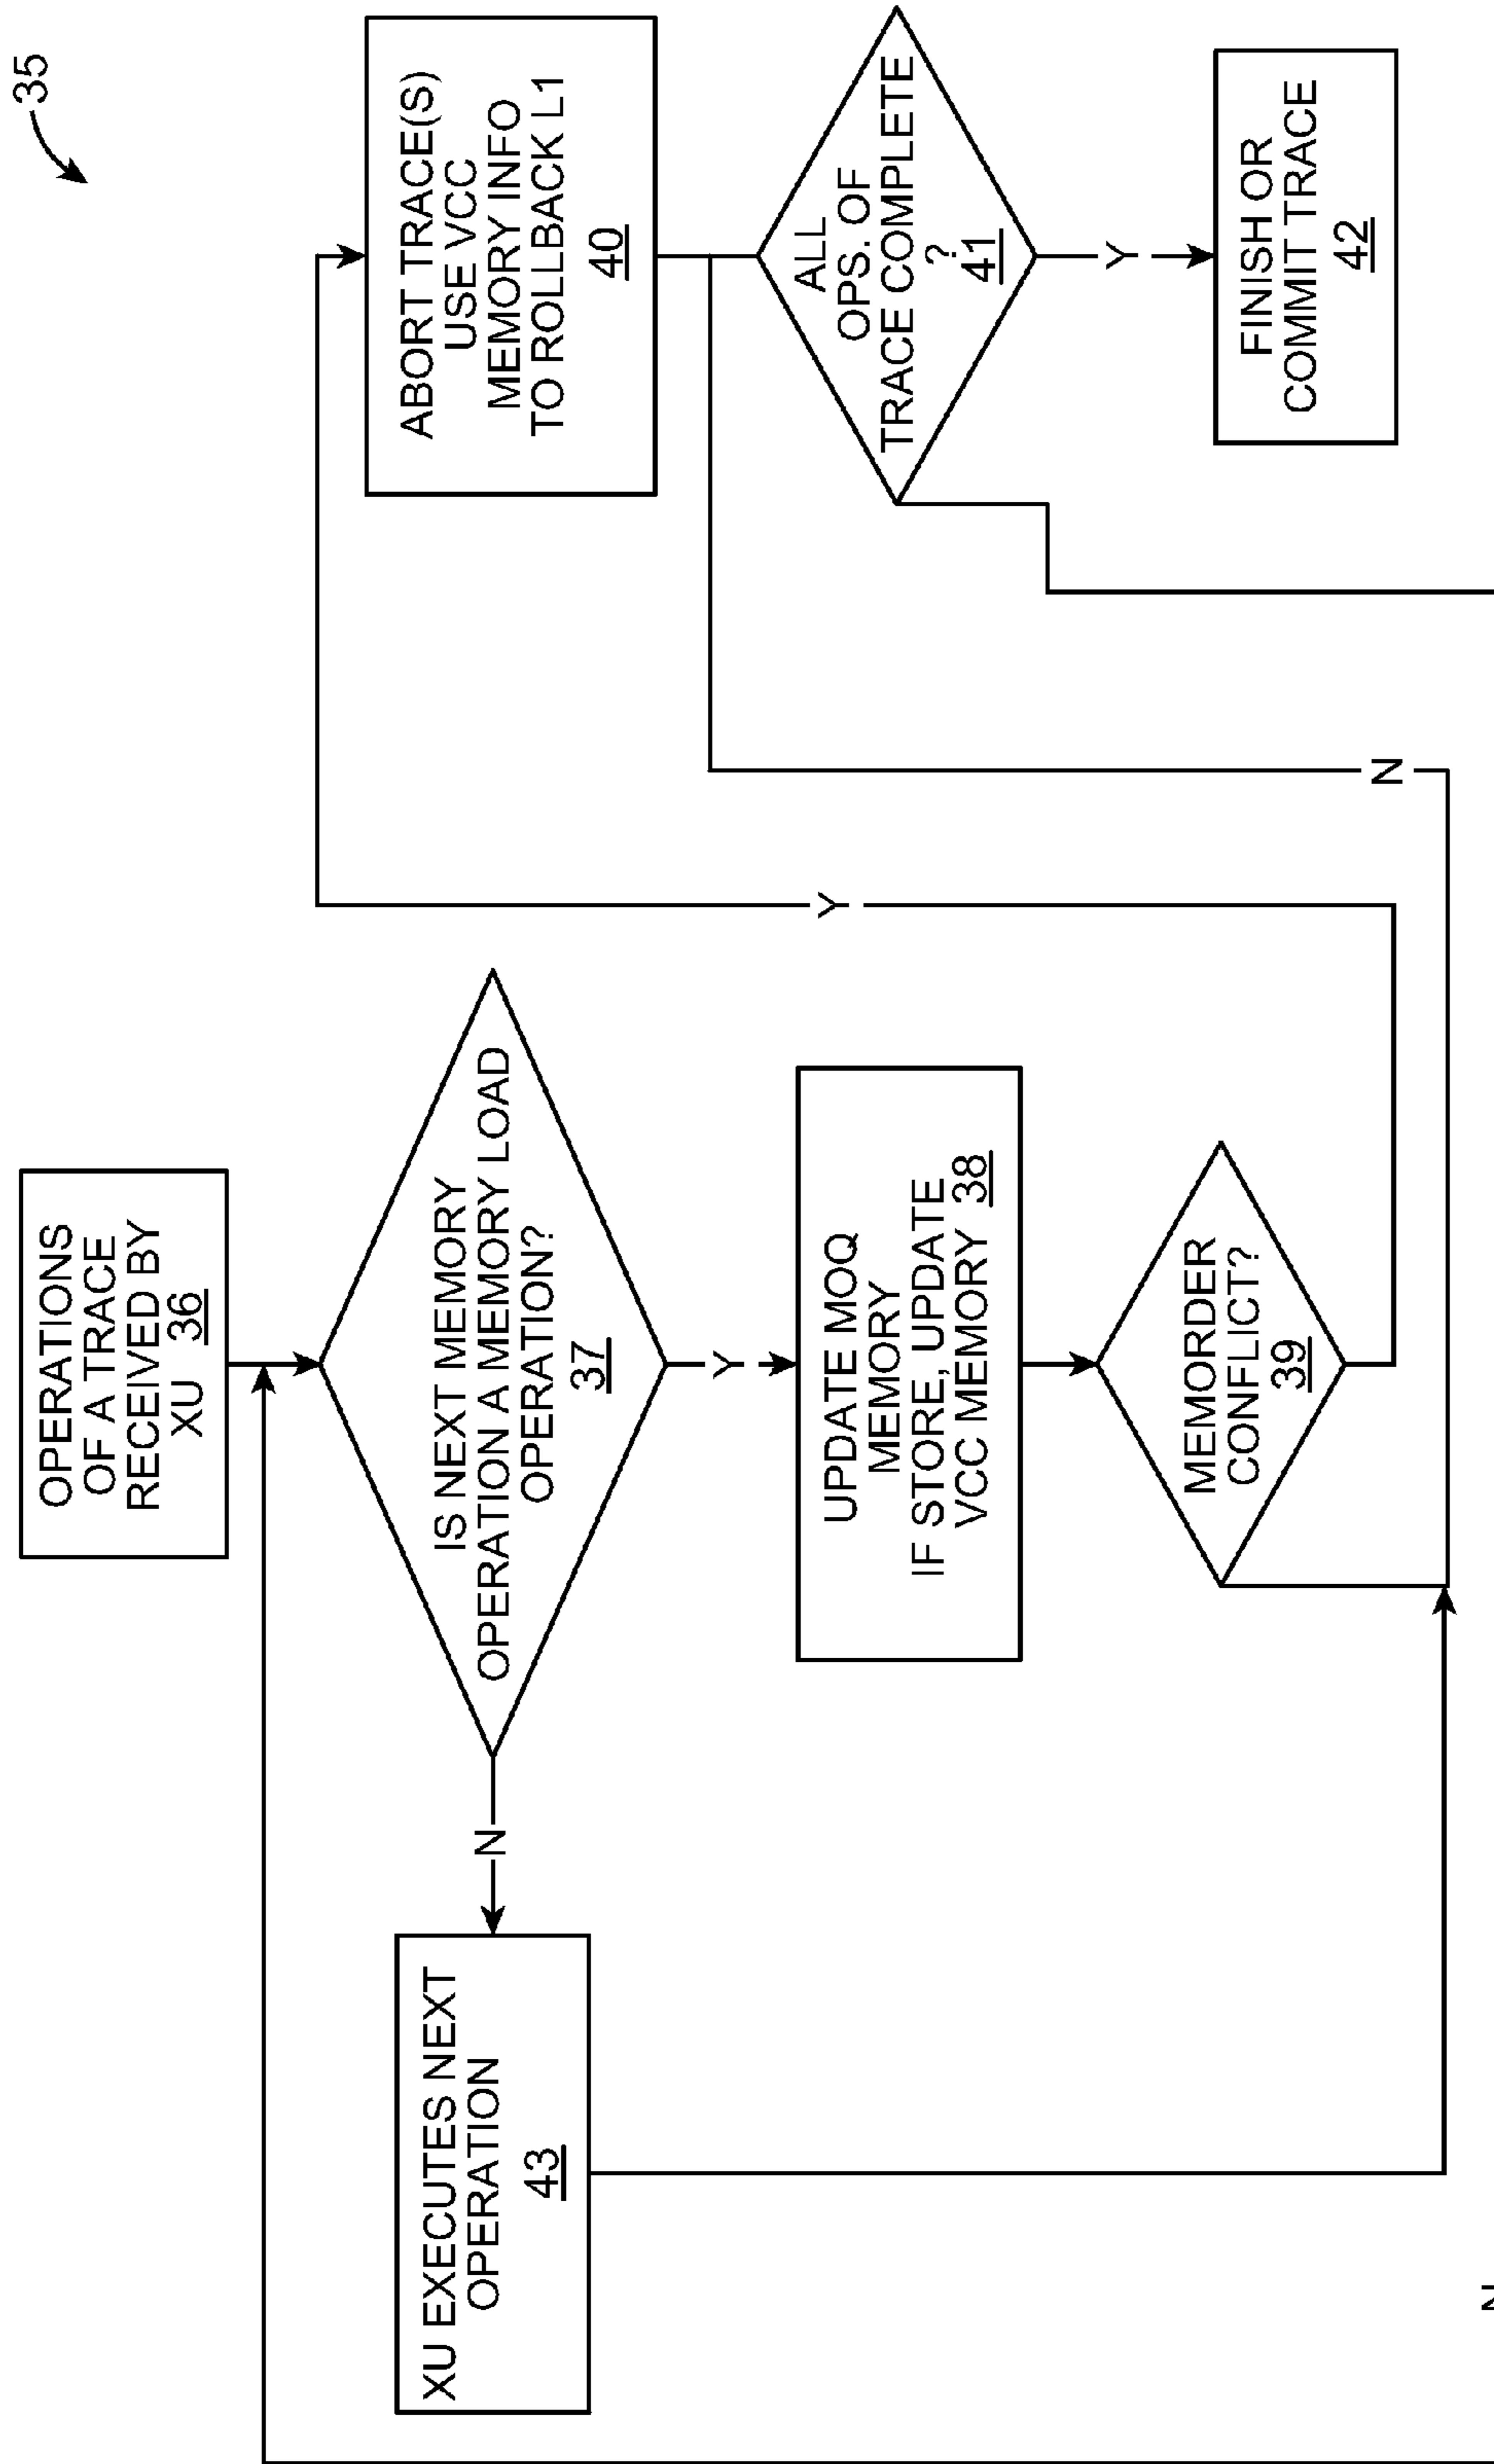 35
OPERATIONS
OF A TRACE
RECEIVED BY
XU 36
IS NEXT MEMORY
OPERATION A MEMORY LOAD
OPERATION?
37
Y
N
XU EXECUTES NEXT
OPERATION
43
UPDATE MOQ
MEMORY
IF STORE, UPDATE
VCC MEMORY 38
MEMORDER
CONFLICT?
39
Y
N
ABORT TRACE(S)
USE VCC
MEMORY INFO
TO ROLLBACK L1
40
ALL
OPS. OF
TRACE COMPLETE
?
41
Y
FINISH OR
COMMIT TRACE
42
N